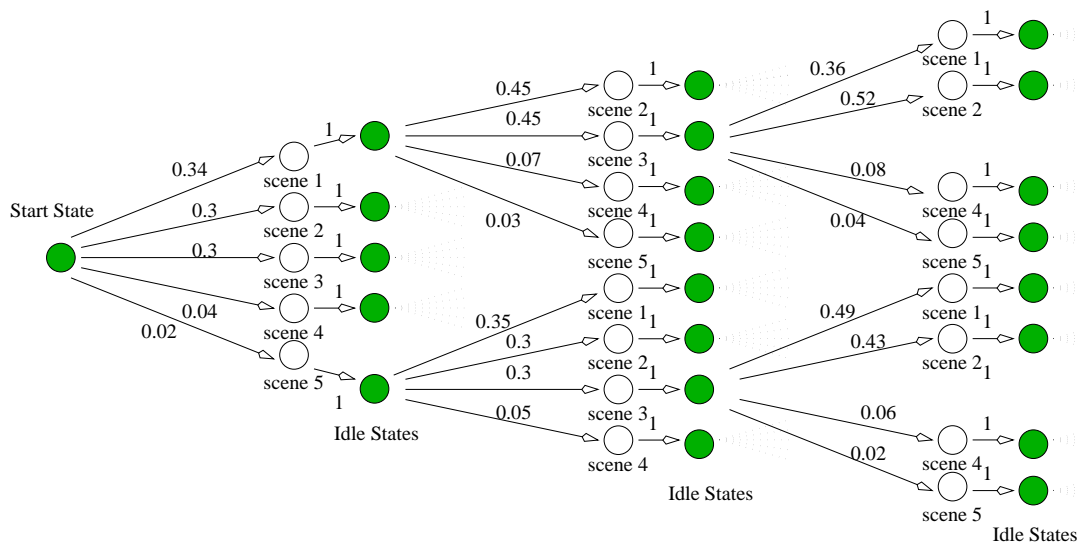 Start State
0.34
0.3
0.3
0.04
0.02
scene 1
scene 2
scene 3
scene 4
scene 5
1
1
1
1
1
Idle States
0.45
0.45
0.07
0.03
scene 2
scene 3
scene 4
scene 5
1
1
1
1
0.35
0.3
0.3
0.05
scene 1
scene 2
scene 3
scene 4
1
1
1
1
Idle States
0.36
0.52
0.08
0.04
scene 1
scene 2
scene 4
scene 5
1
1
1
1
0.49
0.43
0.06
0.02
scene 1
scene 2
scene 4
scene 5
1
1
1
1
Idle States